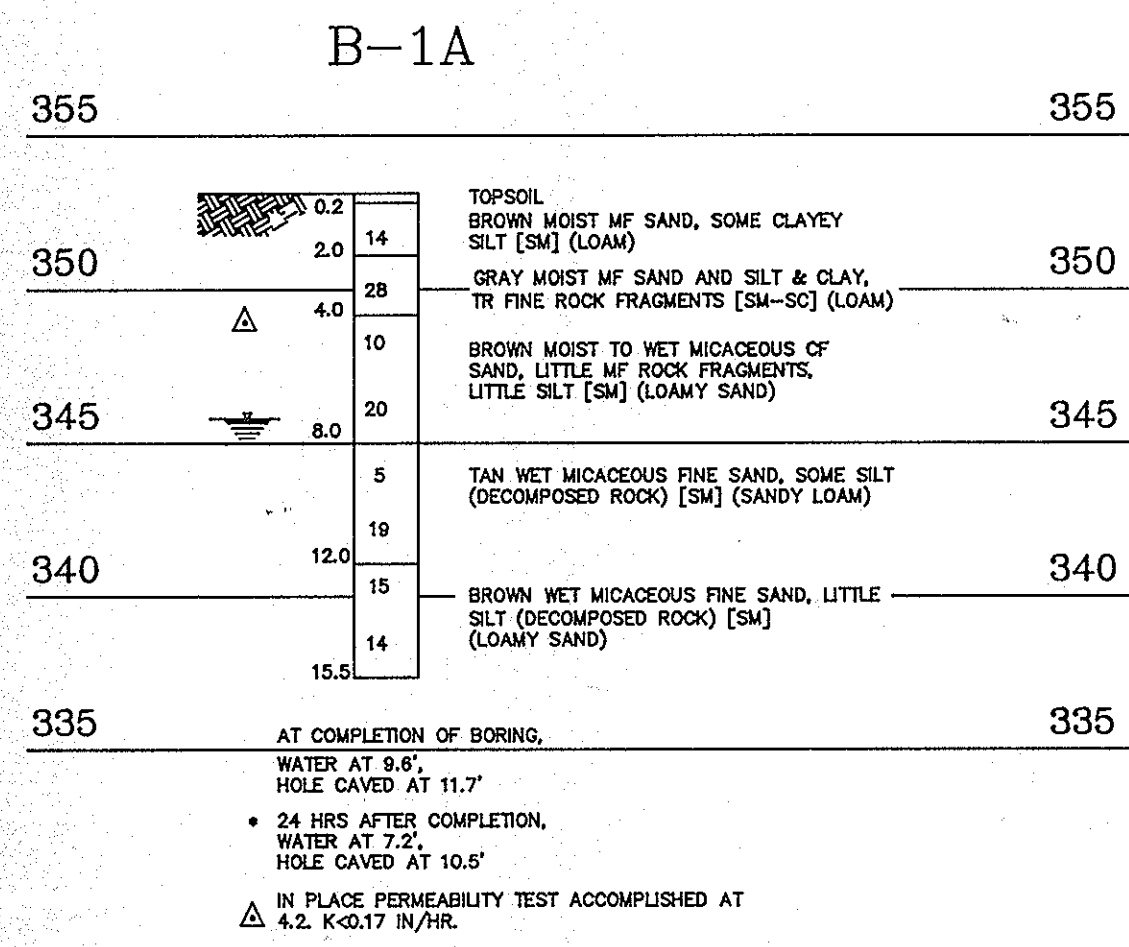 B-1A
355 355
TOPSOIL
0.2
BROWN MOIST MF SAND, SOME CLAYEY
14 SILT [SM] (LOAM)
2.0
350 350
GRAY MOIST MF SAND AND SILT & CLAY,
28 TR FINE ROCK FRAGMENTS [SM-SC] (LOAM)
4.0
10 BROWN MOIST TO WET MICACEOUS CF
SAND, LITTLE MF ROCK FRAGMENTS,
LITTLE SILT [SM] (LOAMY SAND)
345 20 345
8.0
5 TAN WET MICACEOUS FINE SAND, SOME SILT
(DECOMPOSED ROCK) [SM] (SANDY LOAM)
19
12.0
340 340
15 BROWN WET MICACEOUS FINE SAND, LITTLE
SILT (DECOMPOSED ROCK) [SM]
14 (LOAMY SAND)
15.5
335 335
AT COMPLETION OF BORING,
WATER AT 9.6',
HOLE CAVED AT 11.7'
• 24 HRS AFTER COMPLETION,
WATER AT 7.2',
HOLE CAVED AT 10.5'
IN PLACE PERMEABILITY TEST ACCOMPLISHED AT
4.2. K<0.17 IN/HR.